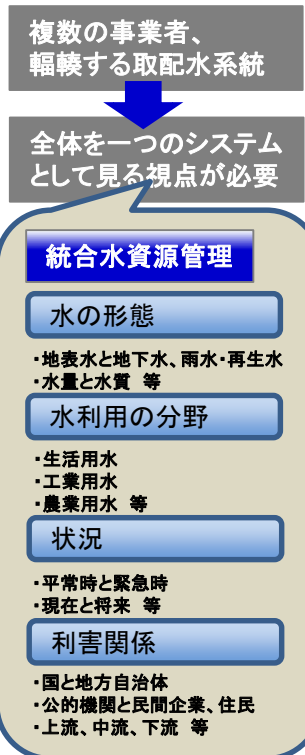 複数の事業者、
輻輳する取配水系統
全体を一つのシステム
として見る視点が必要
統合水資源管理
水の形態
・地表水と地下水、雨水・再生水
・水量と水質 等
水利用の分野
・生活用水
・工業用水
・農業用水 等
状況
・平常時と緊急時
・現在と将来 等
利害関係
・国と地方自治体
・公的機関と民間企業、住民
・上流、中流、下流 等